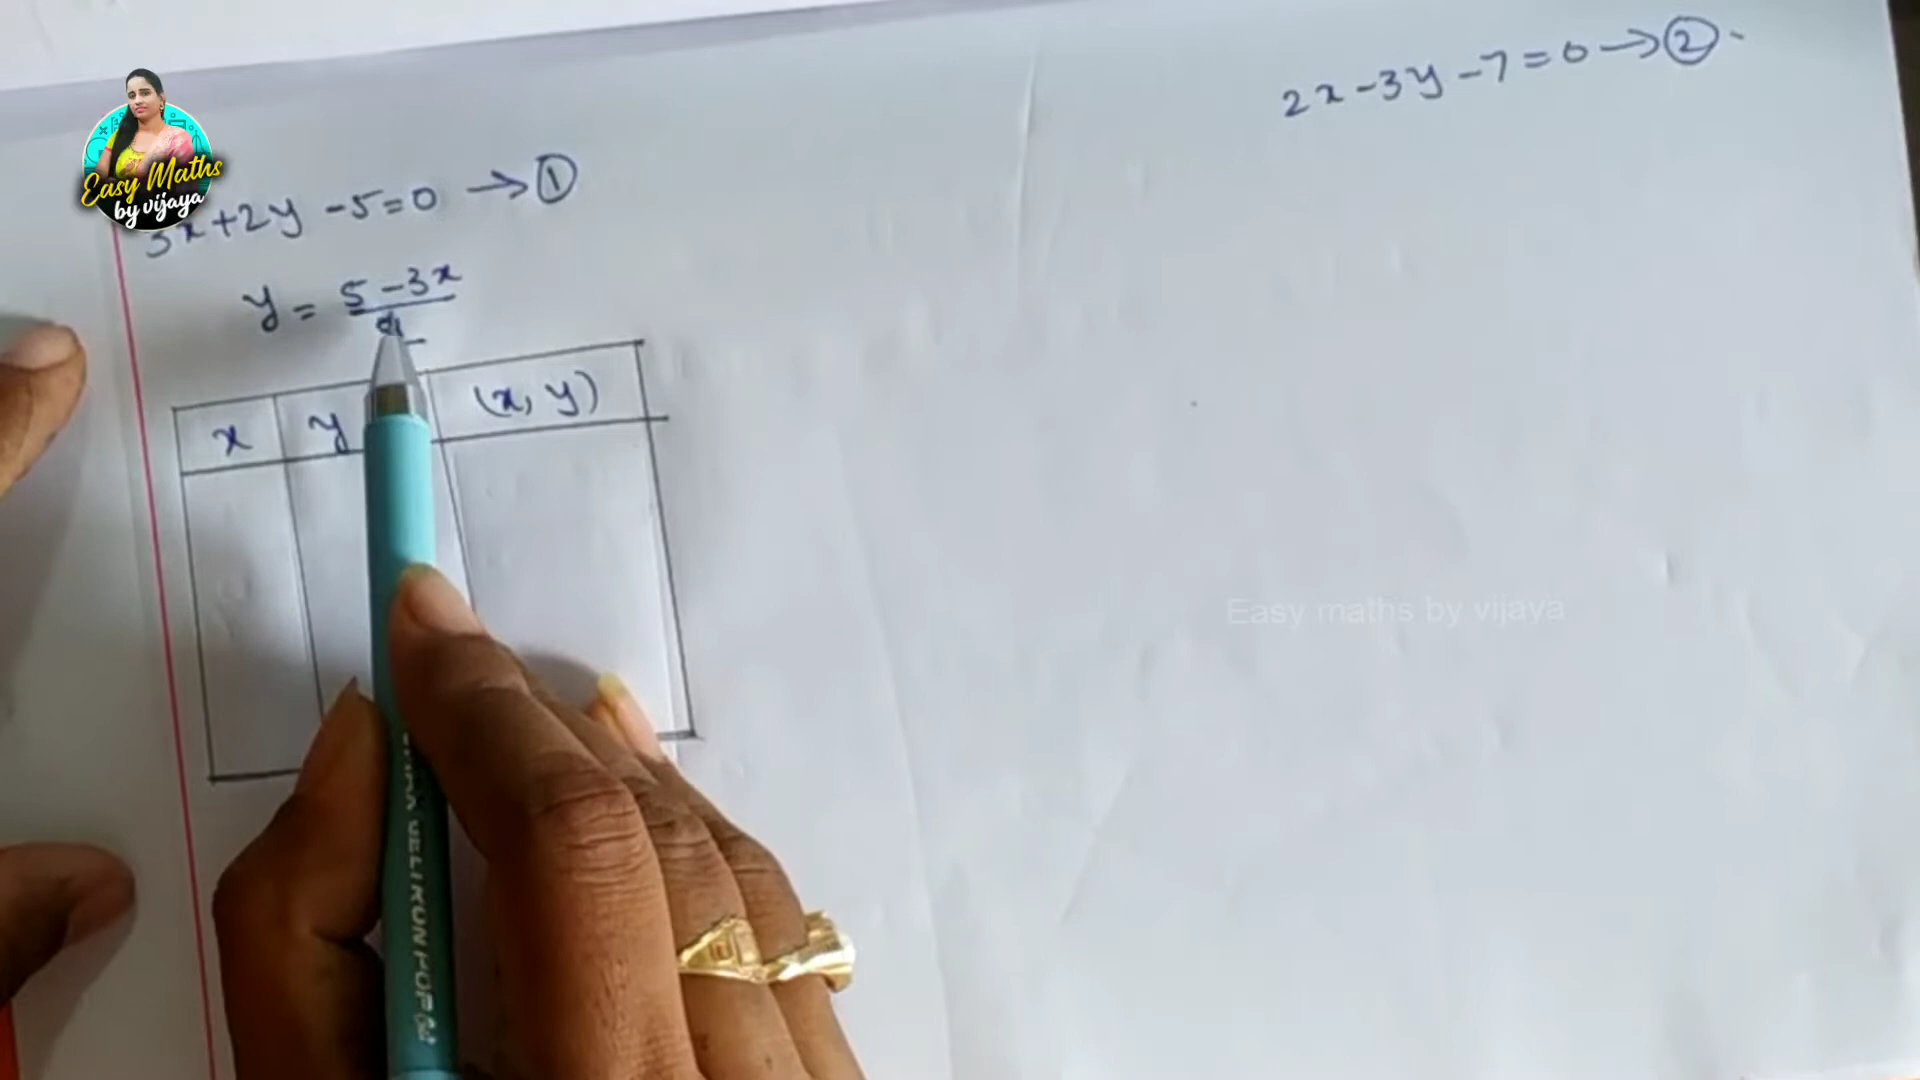 Easy Maths
by vijaya
3x+2y-5=0 → ①
2x-3y-7=0 → ②
y = 5-3x
x y (x, y)
Easy maths by vijaya